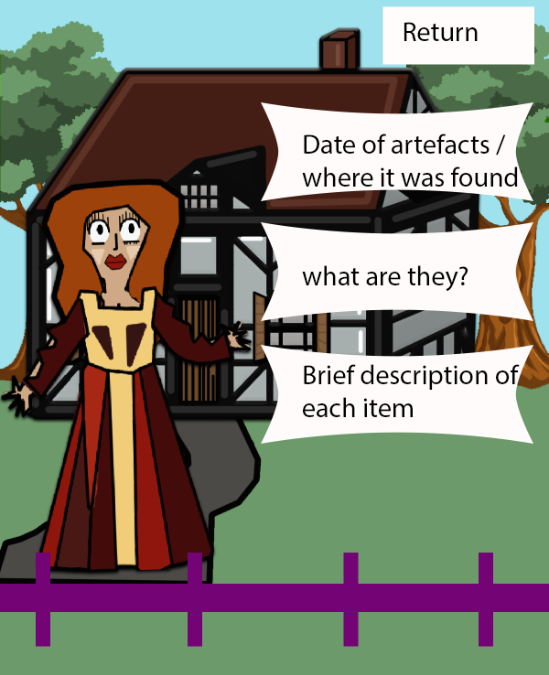 Return
Date of artefacts /
where it was found
what are they?
Brief description of
each item